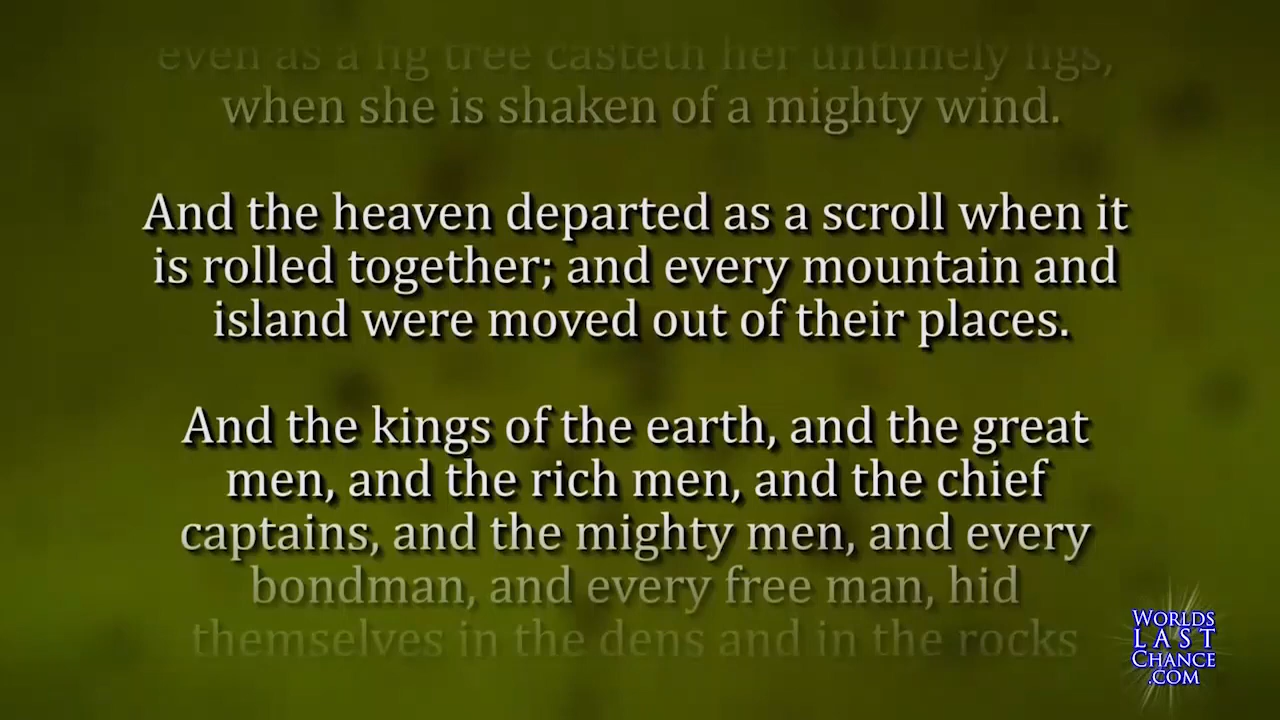 even as a fig tree casteth her untimely figs,
when she is shaken of a mighty wind.
And the heaven departed as a scroll when it
is rolled together; and every mountain and
island were moved out of their places.
And the kings of the earth, and the great
men, and the rich men, and the chief
captains, and the mighty men, and every
bondman, and every free man, hid
themselves in the dens and in the rocks
WORLDS
LAST
CHANCE
.COM